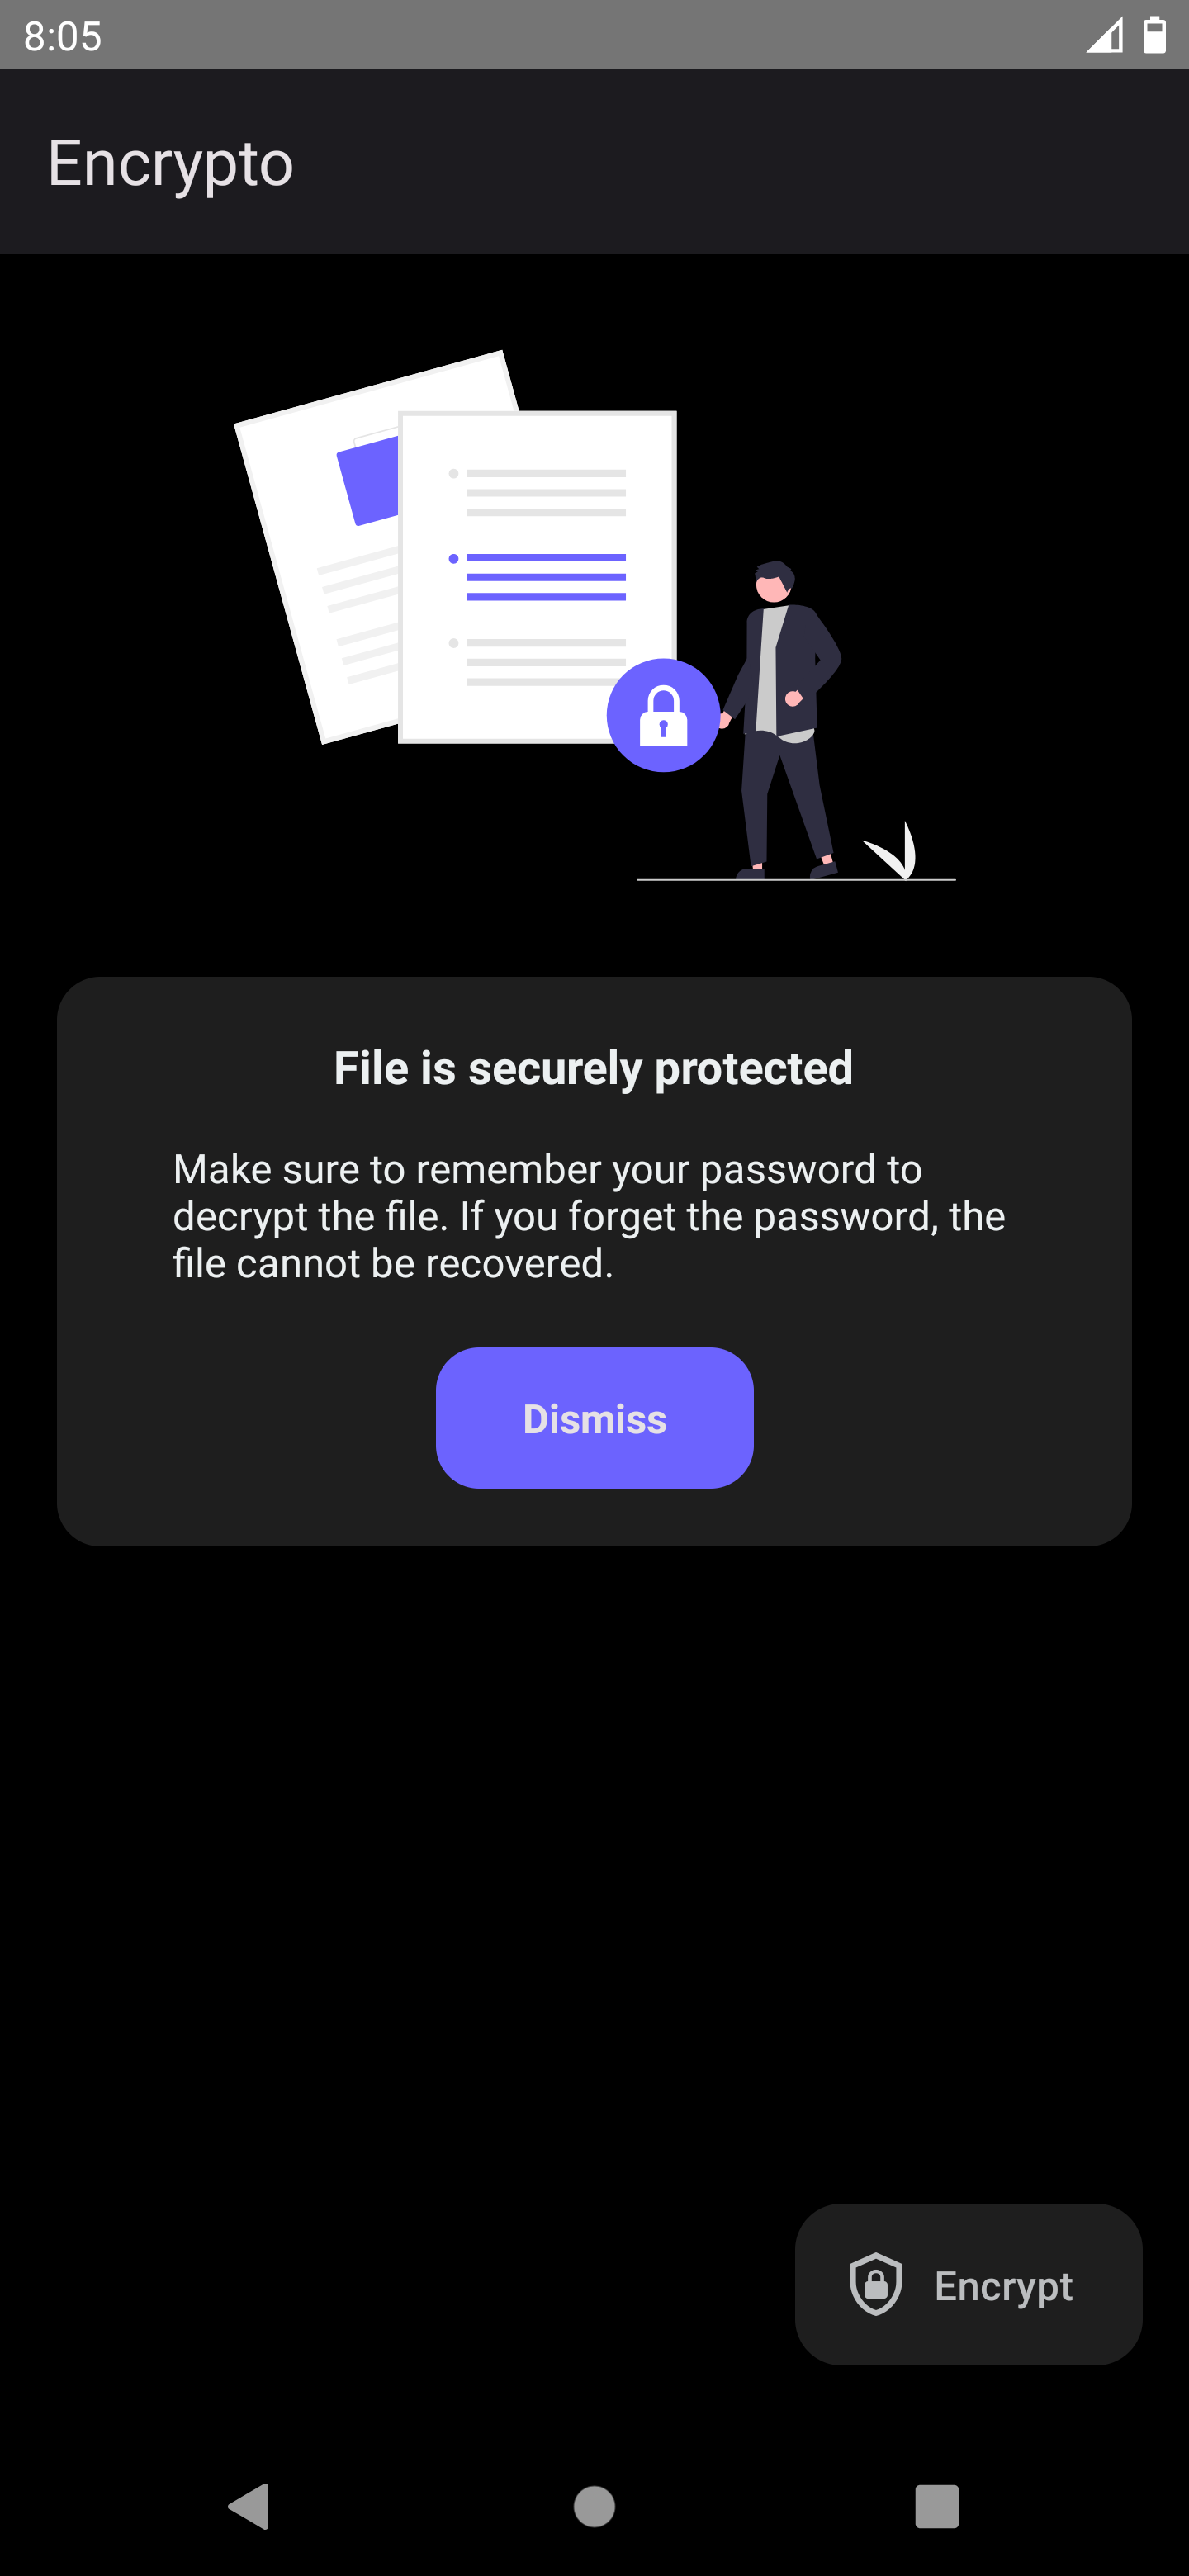 8:05
Encrypto
File is securely protected
Make sure to remember your password to
decrypt the file. If you forget the password, the
file cannot be recovered.
Dismiss
Encrypt